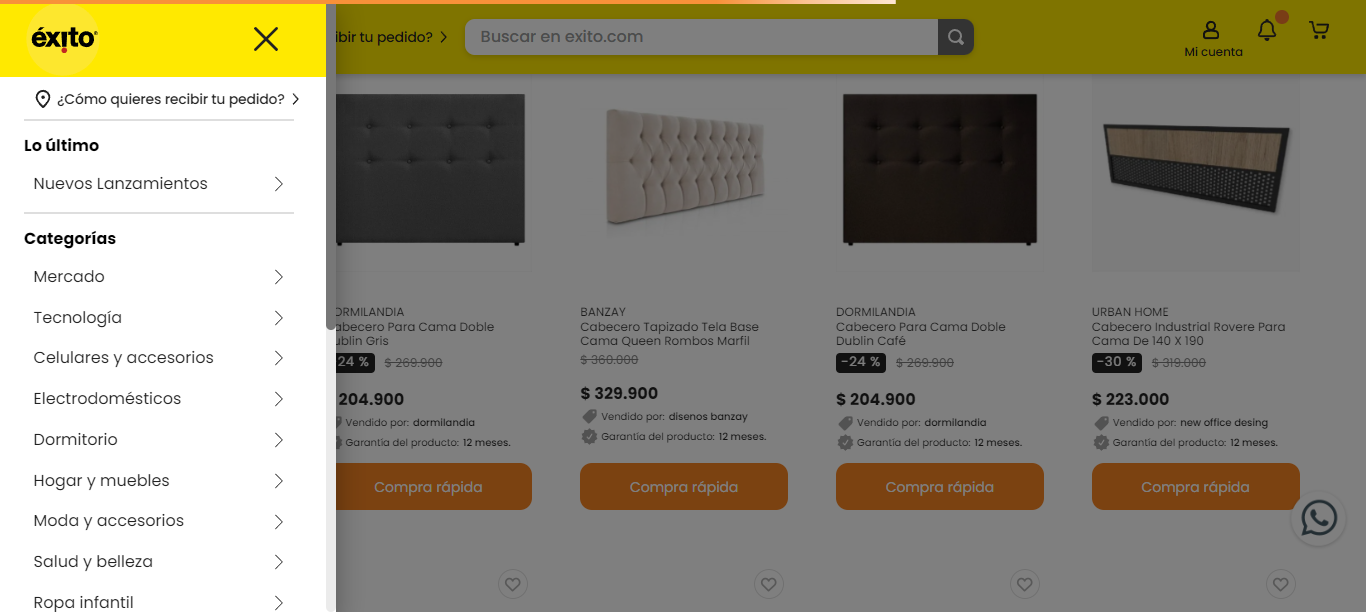 éxito
¿Cómo quieres recibir tu pedido?
Lo último
Nuevos Lanzamientos
Categorías
Mercado
Tecnología
Celulares y accesorios
Electrodomésticos
Dormitorio
Hogar y muebles
Moda y accesorios
Salud y belleza
Ropa infantil
ibir tu pedido?
Buscar en exito.com
Mi cuenta
ORMILANDIA
abecero Para Cama Doble
ublin Gris
24 % $ 269.900
204.900
Vendido por: dormilandia
Garantía del producto: 12 meses.
Compra rápida
BANZAY
Cabecero Tapizado Tela Base
Cama Queen Rombos Marfil
$ 360.000
$ 329.900
Vendido por: disenos banzay
Garantía del producto: 12 meses.
Compra rápida
DORMILANDIA
Cabecero Para Cama Doble
Dublin Café
-24 % $ 269.900
$ 204.900
Vendido por: dormilandia
Garantía del producto: 12 meses.
Compra rápida
URBAN HOME
Cabecero Industrial Rovere Para
Cama De 140 X 190
-30 % $ 319.000
$ 223.000
Vendido por: new office desing
Garantía del producto: 12 meses.
Compra rápida